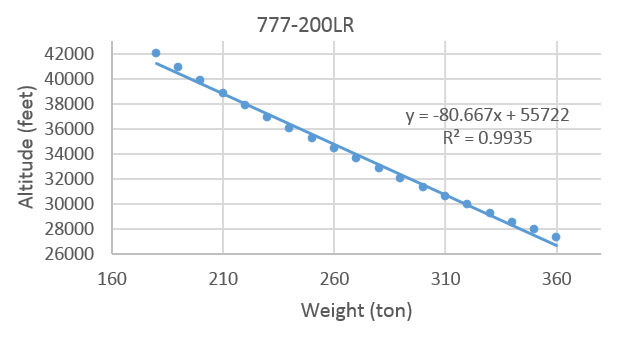 777-200LR
42000
40000
38000
36000
34000
32000
30000
28000
26000
Altitude (feet)
y = -80.667x + 55722
R² = 0.9935
160 210 260 310 360
Weight (ton)